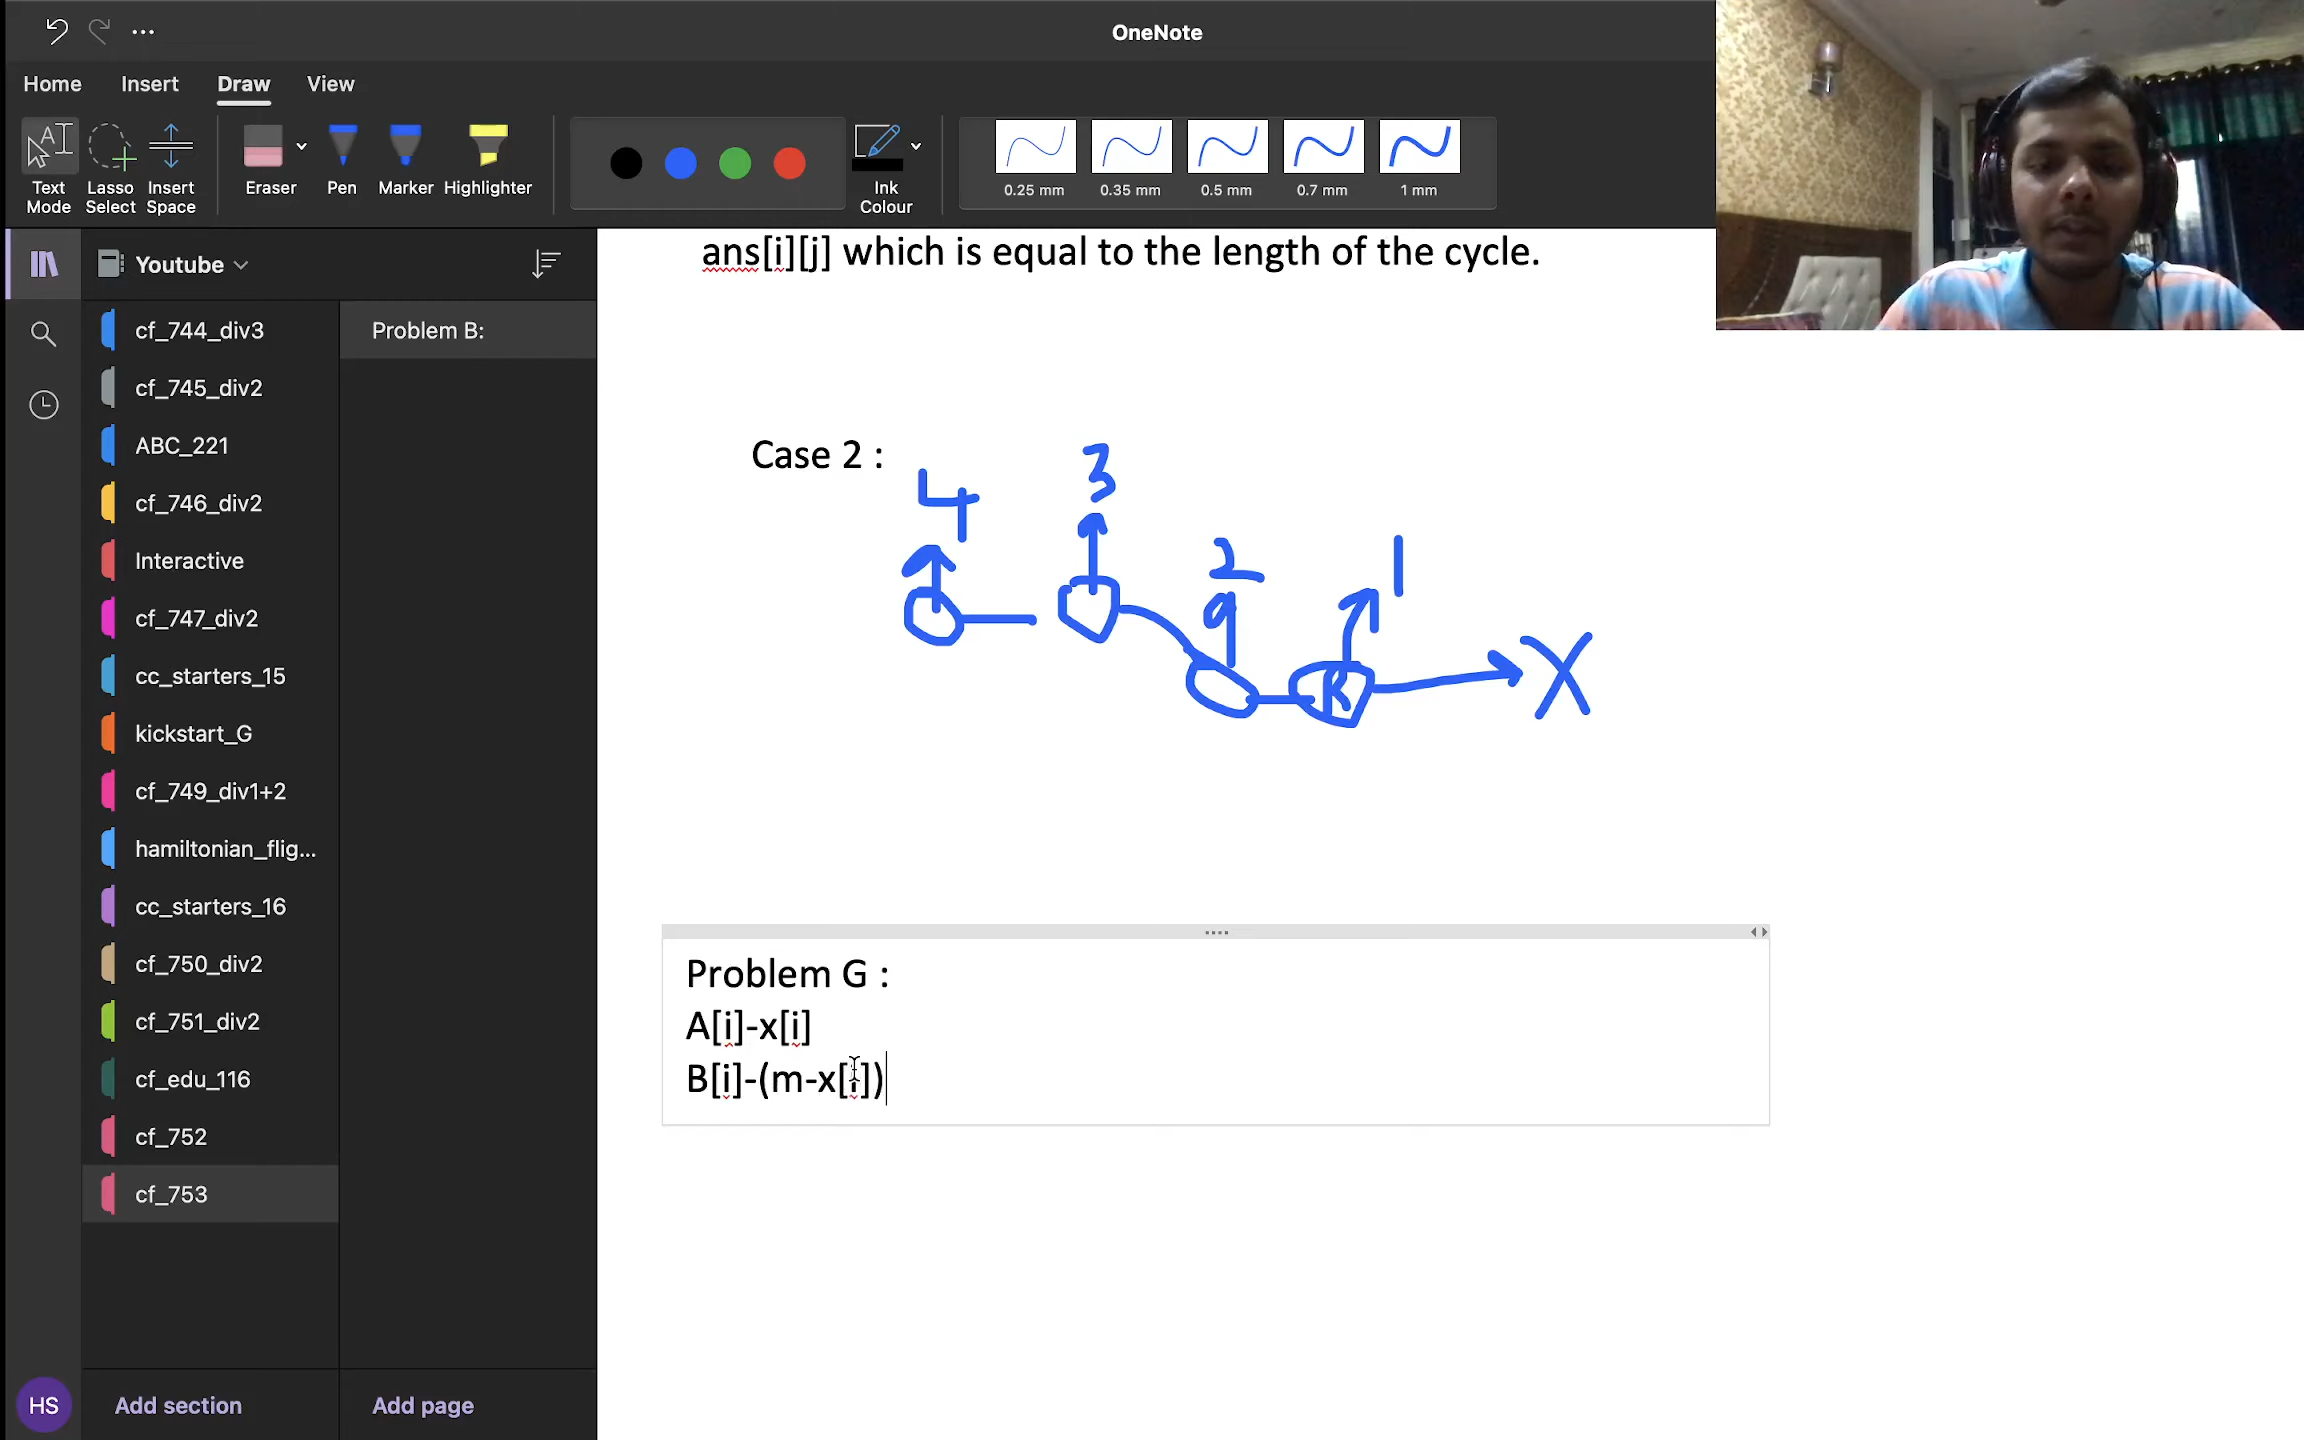 OneNote
Home Insert Draw View
Text Mode
Lasso Select
Insert Space
Eraser
Pen
Marker
Highlighter
Ink Colour
0.25 mm
0.35 mm
0.5 mm
0.7 mm
1 mm
Youtube
cf_744_div3
cf_745_div2
ABC_221
cf_746_div2
Interactive
cf_747_div2
cc_starters_15
kickstart_G
cf_749_div1+2
hamiltonian_flig...
cc_starters_16
cf_750_div2
cf_751_div2
cf_edu_116
cf_752
cf_753
HS
Add section
Problem B:
Add page
ans[i][j] which is equal to the length of the cycle.
Case 2 :
4 3 2 1
R X
Problem G :
A[i]-x[i]
B[i]-(m-x[i])